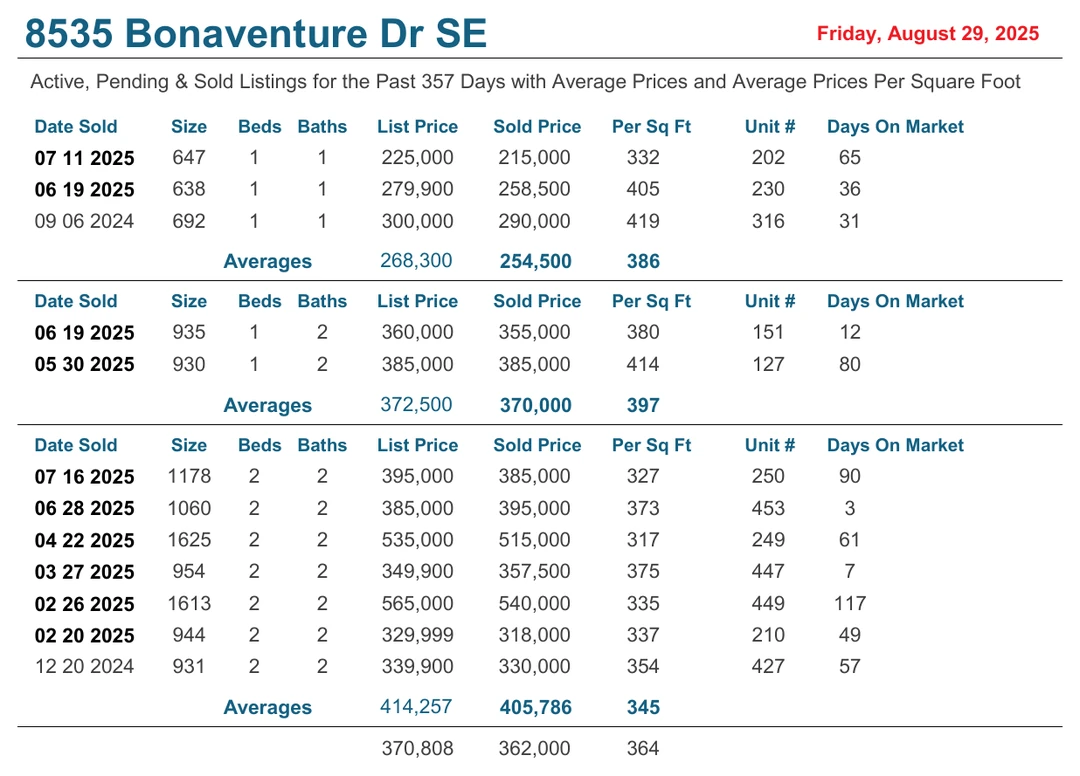 8535 Bonaventure Dr SE Friday, August 29, 2025
Active, Pending & Sold Listings for the Past 357 Days with Average Prices and Average Prices Per Square Foot
Date Sold Size Beds Baths List Price Sold Price Per Sq Ft Unit # Days On Market
07 11 2025 647 1 1 225,000 215,000 332 202 65
06 19 2025 638 1 1 279,900 258,500 405 230 36
09 06 2024 692 1 1 300,000 290,000 419 316 31
Averages 268,300 254,500 386
Date Sold Size Beds Baths List Price Sold Price Per Sq Ft Unit # Days On Market
06 19 2025 935 1 2 360,000 355,000 380 151 12
05 30 2025 930 1 2 385,000 385,000 414 127 80
Averages 372,500 370,000 397
Date Sold Size Beds Baths List Price Sold Price Per Sq Ft Unit # Days On Market
07 16 2025 1178 2 2 395,000 385,000 327 250 90
06 28 2025 1060 2 2 385,000 395,000 373 453 3
04 22 2025 1625 2 2 535,000 515,000 317 249 61
03 27 2025 954 2 2 349,900 357,500 375 447 7
02 26 2025 1613 2 2 565,000 540,000 335 449 117
02 20 2025 944 2 2 329,999 318,000 337 210 49
12 20 2024 931 2 2 339,900 330,000 354 427 57
Averages 414,257 405,786 345
370,808 362,000 364